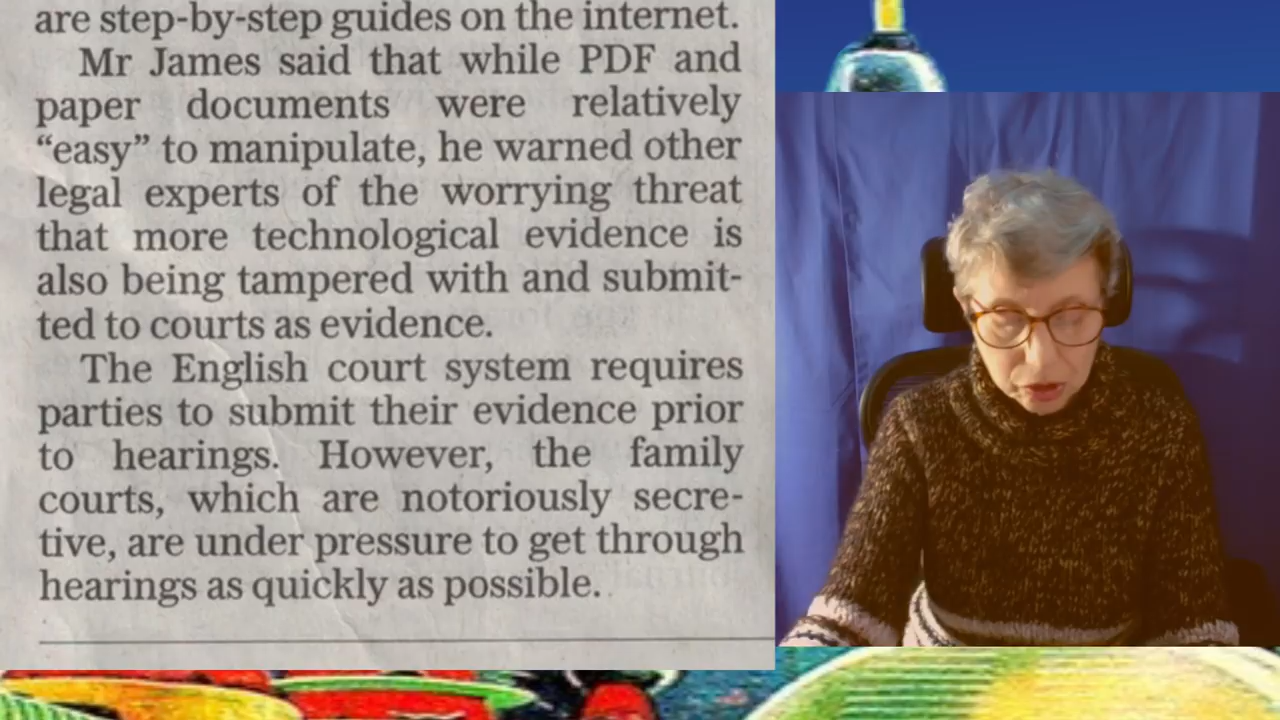 are step-by-step guides on the internet.
Mr James said that while PDF and
paper documents were relatively
“easy” to manipulate, he warned other
legal experts of the worrying threat
that more technological evidence is
also being tampered with and submit-
ted to courts as evidence.
The English court system requires
parties to submit their evidence prior
to hearings. However, the family
courts, which are notoriously secre-
tive, are under pressure to get through
hearings as quickly as possible.